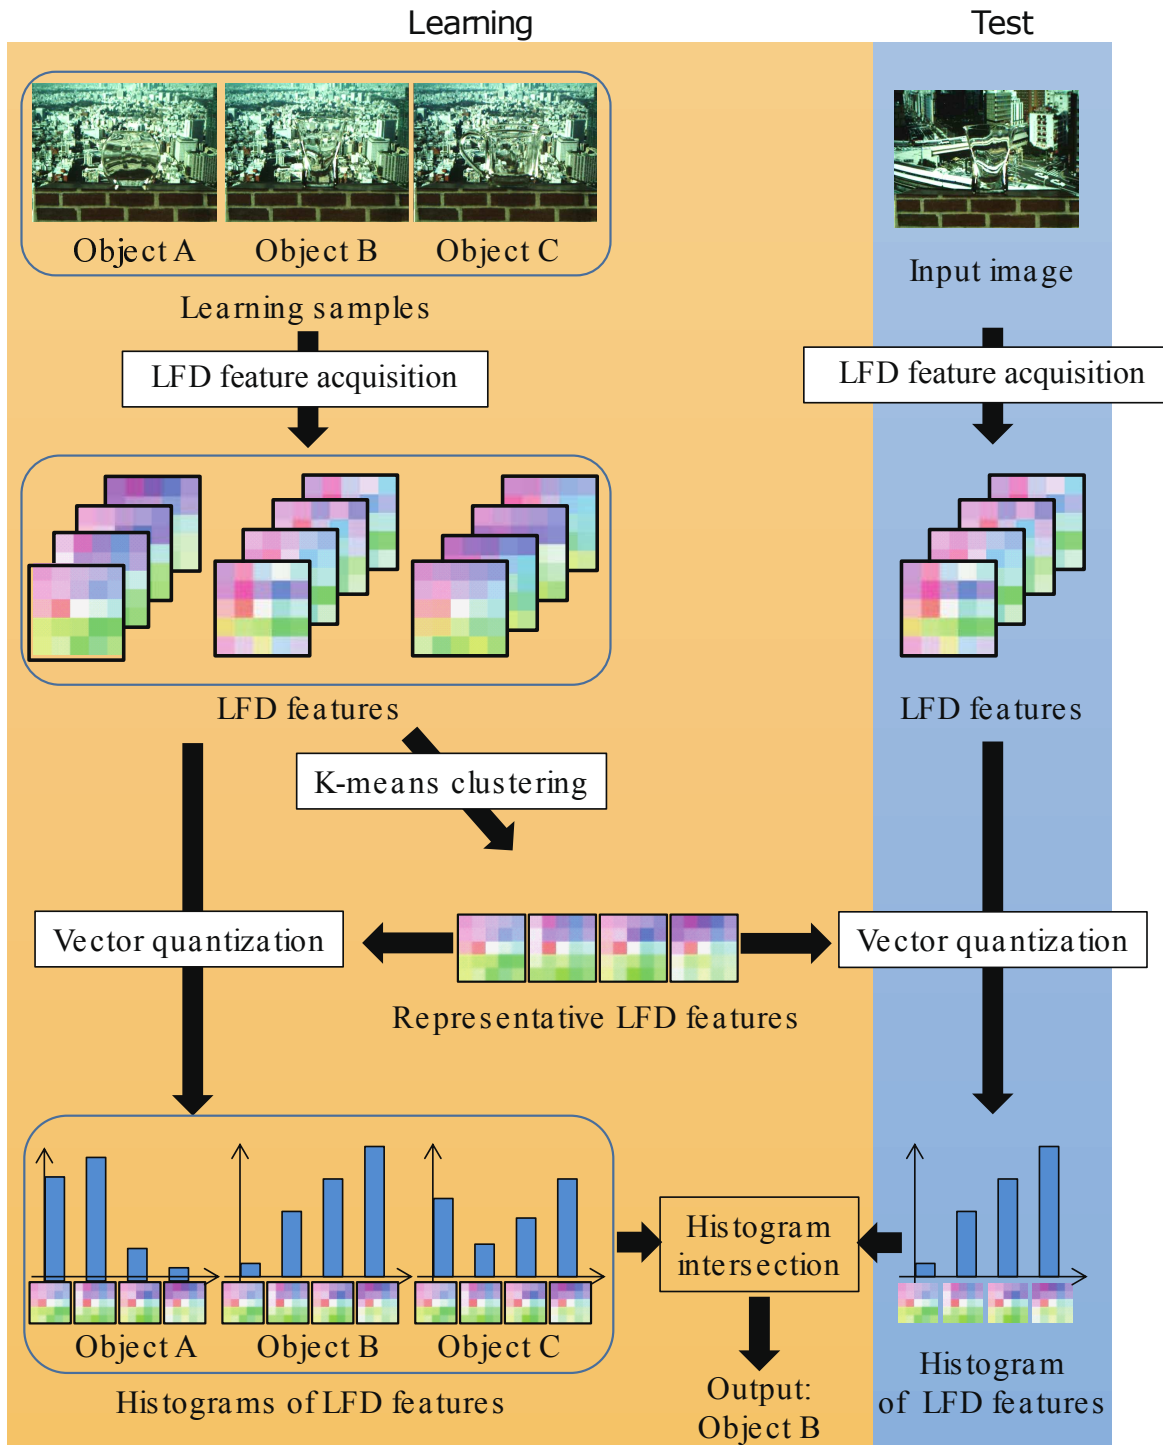 Learning
Test
Object A
Object B
Object C
Input image
Learning samples
LFD feature acquisition
LFD feature acquisition
LFD features
LFD features
K-means clustering
Vector quantization
Vector quantization
Representative LFD features
Histogram
intersection
Object A
Object B
Object C
Histograms of LFD features
Output:
Object B
Histogram
of LFD features